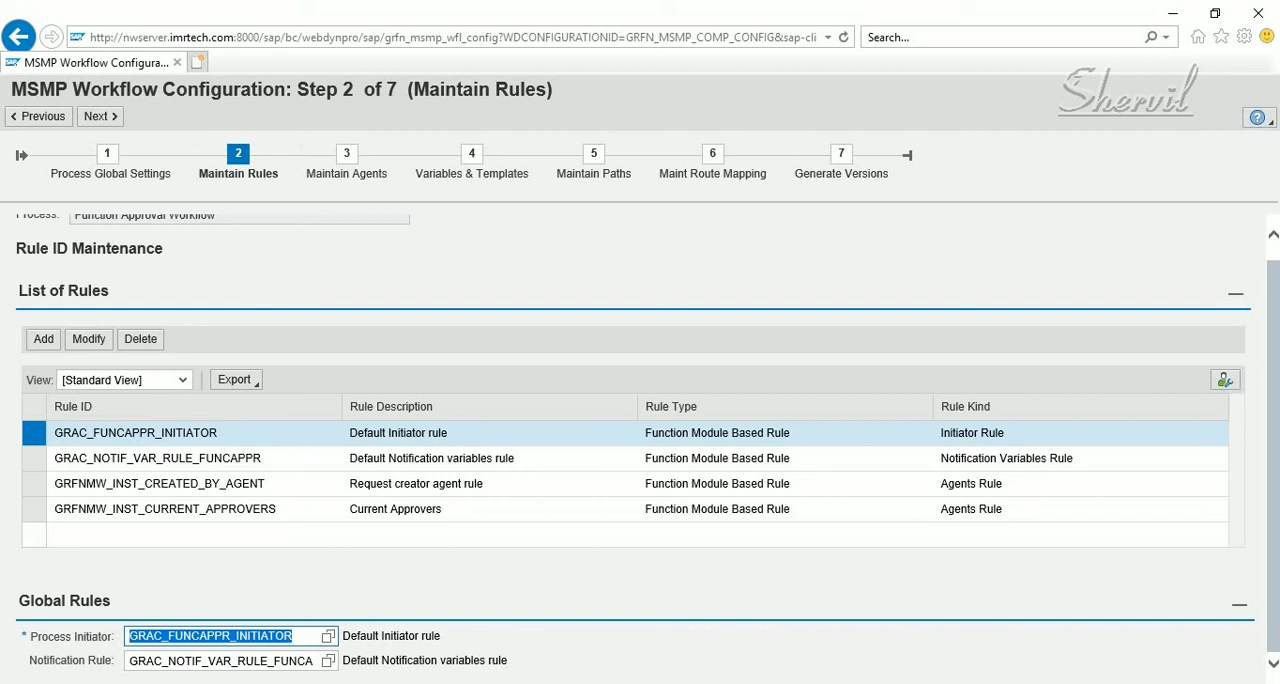 http://nwserver.imrtech.com:8000/sap/bc/webdynpro/sap/grfn_msmp_wfl_config?WDCONFIGURATIONID=GRFN_MSMP_COMP_CONFIG&sap-cli
Search...
MSMP Workflow Configura...
MSMP Workflow Configuration: Step 2 of 7 (Maintain Rules)
Shervil
Previous Next
1 2 3 4 5 6 7
Process Global Settings Maintain Rules Maintain Agents Variables & Templates Maintain Paths Maint Route Mapping Generate Versions
Process: Function Approval Workflow
Rule ID Maintenance
List of Rules
Add Modify Delete
View: [Standard View] Export
Rule ID Rule Description Rule Type Rule Kind
GRAC_FUNCAPPR_INITIATOR Default Initiator rule Function Module Based Rule Initiator Rule
GRAC_NOTIF_VAR_RULE_FUNCAPPR Default Notification variables rule Function Module Based Rule Notification Variables Rule
GRFNMW_INST_CREATED_BY_AGENT Request creator agent rule Function Module Based Rule Agents Rule
GRFNMW_INST_CURRENT_APPROVERS Current Approvers Function Module Based Rule Agents Rule
Global Rules
* Process Initiator: GRAC_FUNCAPPR_INITIATOR Default Initiator rule
Notification Rule: GRAC_NOTIF_VAR_RULE_FUNCA Default Notification variables rule